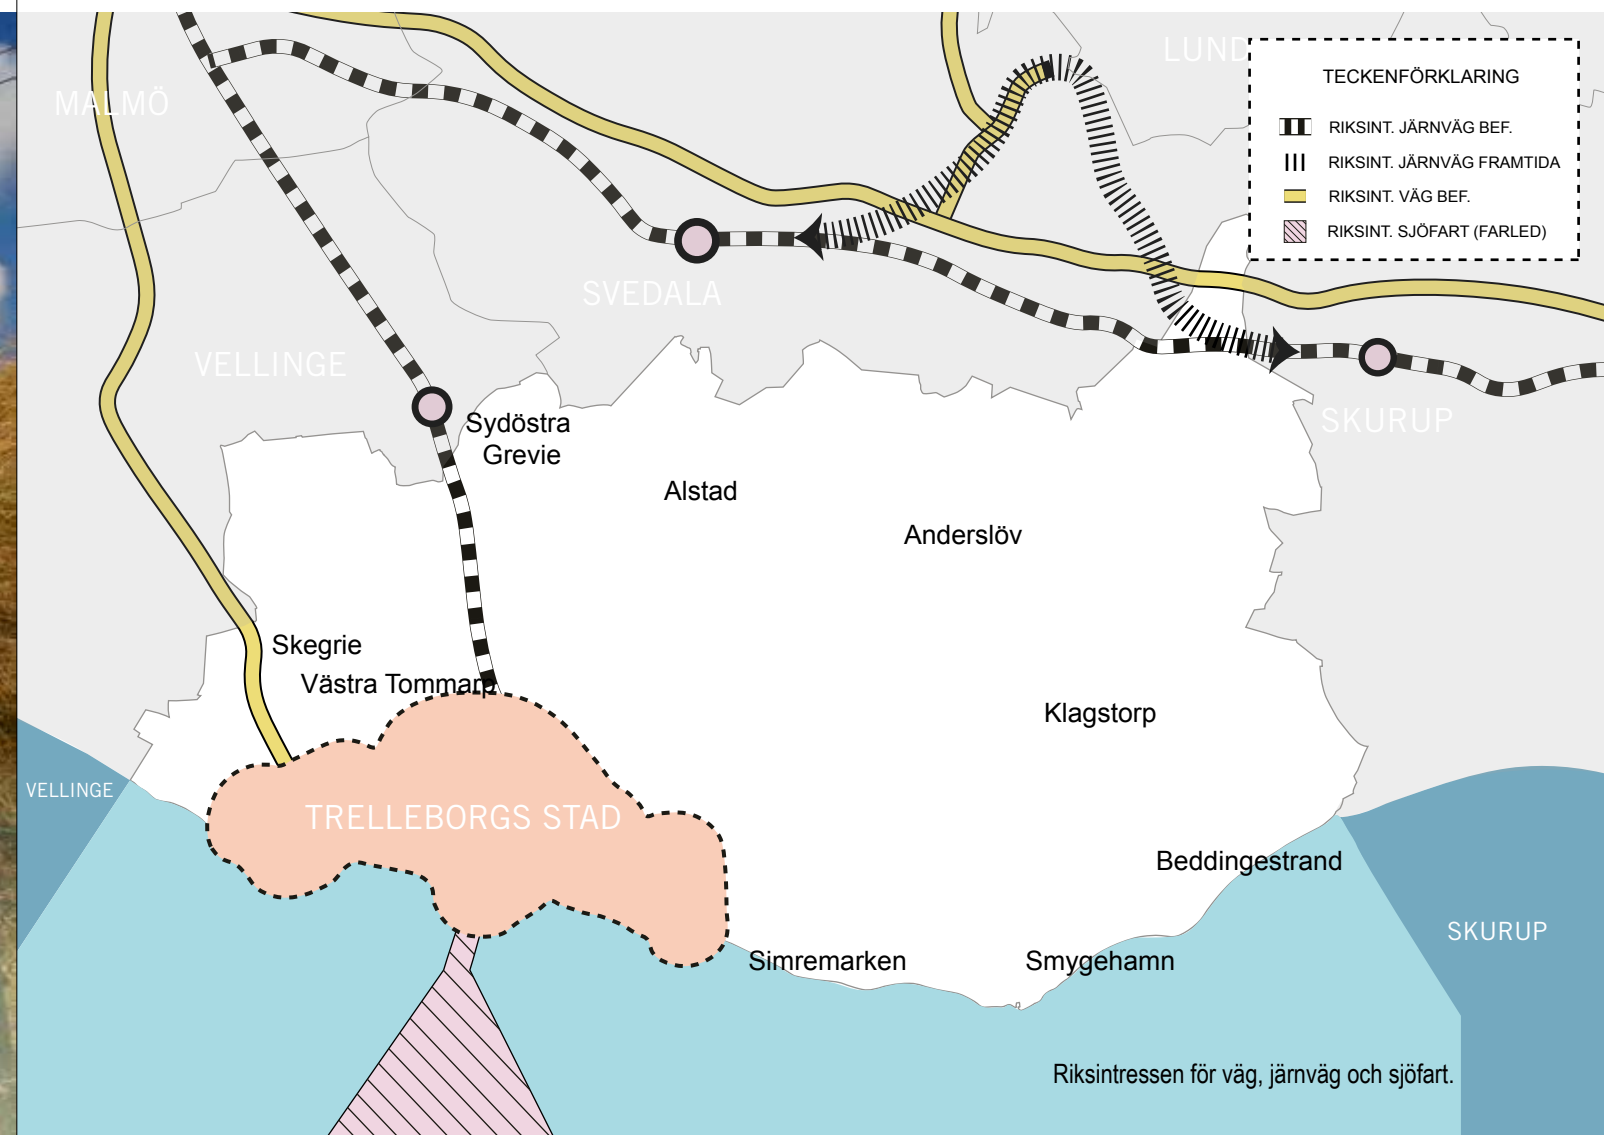 LUND
TECKENFÖRKLARING
RIKSINT. JÄRNVÄG BEF.
RIKSINT. JÄRNVÄG FRAMTIDA
RIKSINT. VÄG BEF.
RIKSINT. SJÖFART (FARLED)
MALMÖ
SVEDALA
VELLINGE
SKURUP
Sydöstra
Grevie
Alstad
Anderslöv
Skegrie
Västra Tommarp
Klagstorp
VELLINGE
TRELLEBORGS STAD
Beddingestrand
SKURUP
Simremarken
Smygehamn
Riksintressen för väg, järnväg och sjöfart.